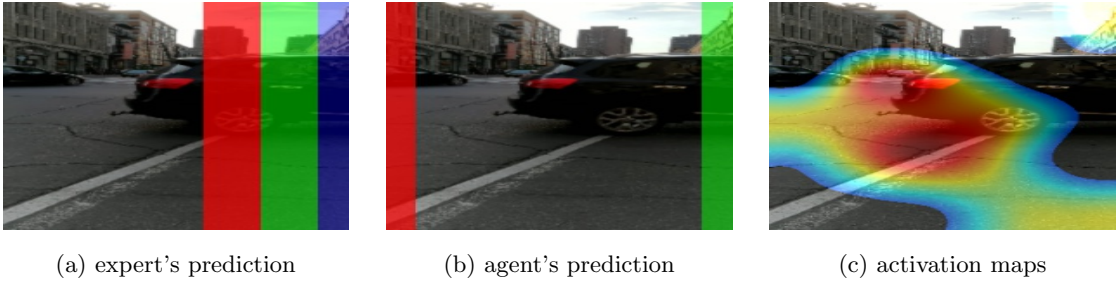 (a) expert's prediction
(b) agent's prediction
(c) activation maps